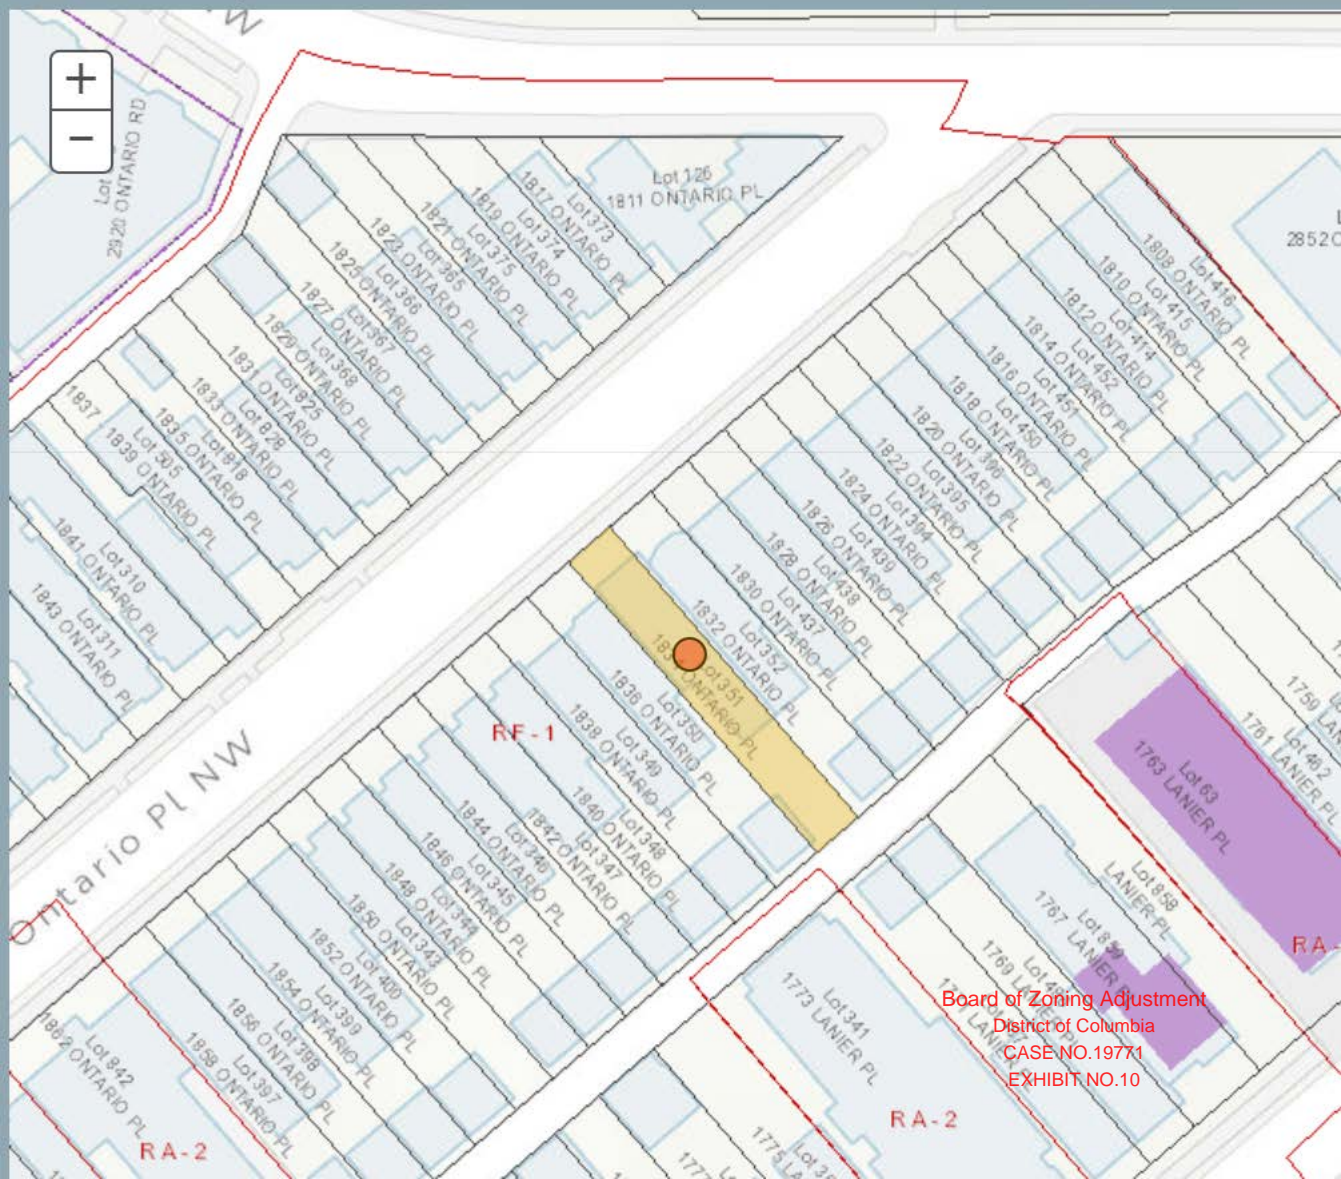 +
−
2920 ONTARIO RD
Lot 126
1811 ONTARIO PL
Lot 373
1817 ONTARIO PL
Lot 374
1819 ONTARIO PL
Lot 375
1821 ONTARIO PL
Lot 365
1823 ONTARIO PL
Lot 366
1825 ONTARIO PL
Lot 367
1827 ONTARIO PL
Lot 368
1829 ONTARIO PL
Lot 825
1831 ONTARIO PL
Lot 826
1833 ONTARIO PL
Lot 818
1835 ONTARIO PL
1837
Lot 505
1839 ONTARIO PL
Lot 310
1841 ONTARIO PL
Lot 311
1843 ONTARIO PL
Lot 416
1808 ONTARIO PL
Lot 415
1810 ONTARIO PL
Lot 414
1812 ONTARIO PL
Lot 452
1814 ONTARIO PL
Lot 451
1816 ONTARIO PL
Lot 450
1818 ONTARIO PL
Lot 396
1820 ONTARIO PL
Lot 395
1822 ONTARIO PL
Lot 394
1824 ONTARIO PL
Lot 439
1826 ONTARIO PL
Lot 438
1828 ONTARIO PL
Lot 437
1830 ONTARIO PL
Lot 352
1832 ONTARIO PL
Lot 351
ONTARIO PL
Lot 350
1836 ONTARIO PL
Lot 349
1838 ONTARIO PL
Lot 348
1840 ONTARIO PL
Lot 347
1842 ONTARIO PL
Lot 346
1844 ONTARIO PL
Lot 345
1846 ONTARIO PL
Lot 344
1848 ONTARIO PL
Lot 343
1850 ONTARIO PL
Lot 400
1852 ONTARIO PL
Lot 399
1854 ONTARIO PL
Lot 398
1856 ONTARIO PL
Lot 397
1858 ONTARIO PL
Lot 842
1862 ONTARIO PL
RF-1
Ontario Pl NW
RA-2
Lot 63
1763 LANIER PL
Lot 462
1761 LANIER PL
1759
Lot 858
LANIER PL
Lot 859
1767 LANIER PL
1769 LANIER PL
Lot 341
1773 LANIER PL
RA-2
Board of Zoning Adjustment
District of Columbia
CASE NO.19771
EXHIBIT NO.10